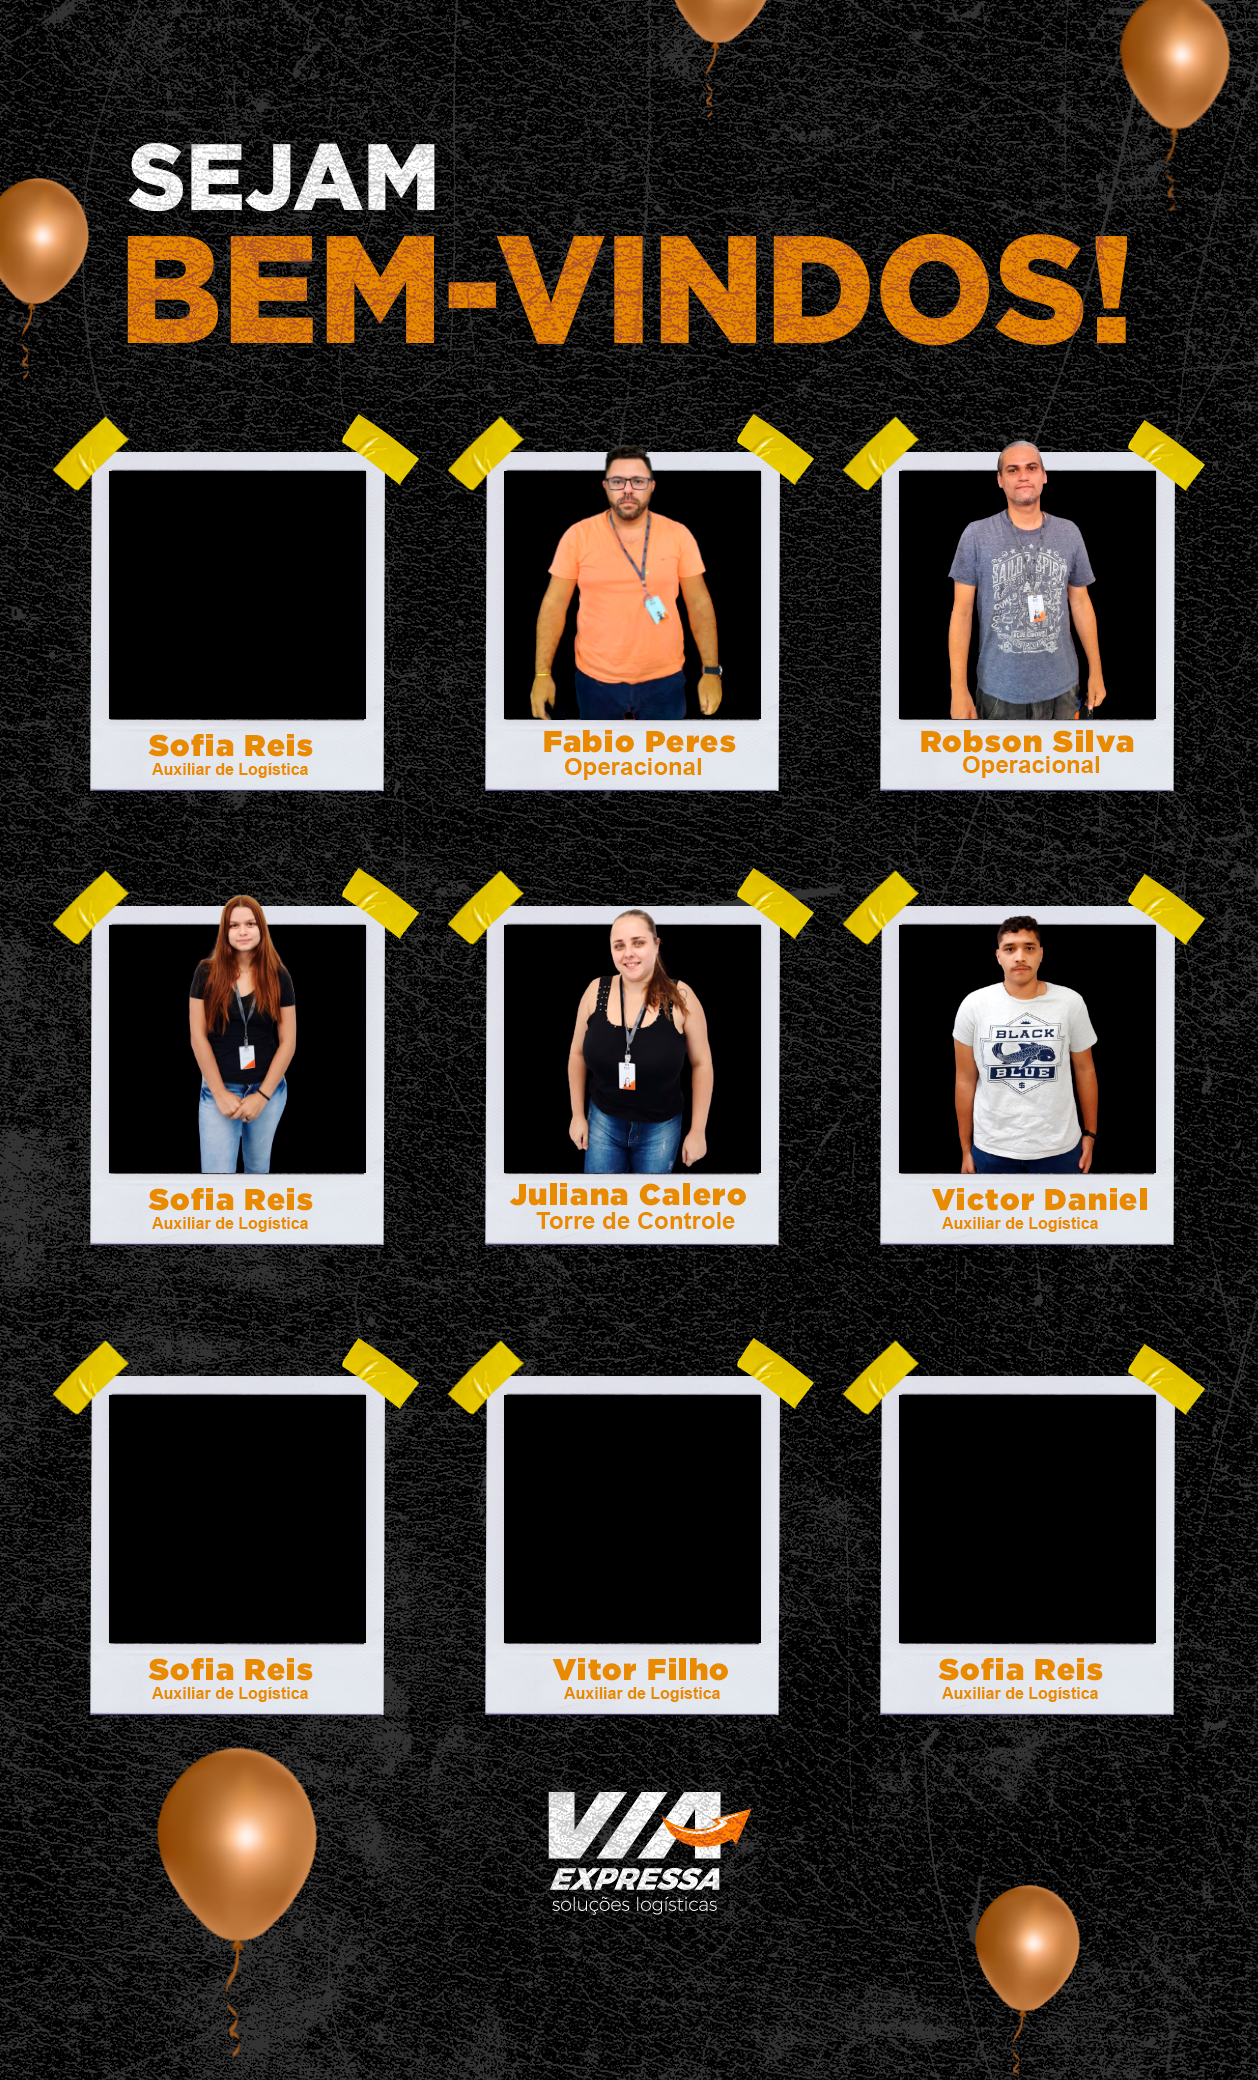 SEJAM
BEM-VINDOS!
Sofia Reis
Auxiliar de Logística
Fabio Peres
Operacional
Robson Silva
Operacional
Sofia Reis
Auxiliar de Logística
Juliana Calero
Torre de Controle
BLACK
BLUE
Victor Daniel
Auxiliar de Logística
Sofia Reis
Auxiliar de Logística
Vitor Filho
Auxiliar de Logística
Sofia Reis
Auxiliar de Logística
VIA
EXPRESSA
soluções logísticas